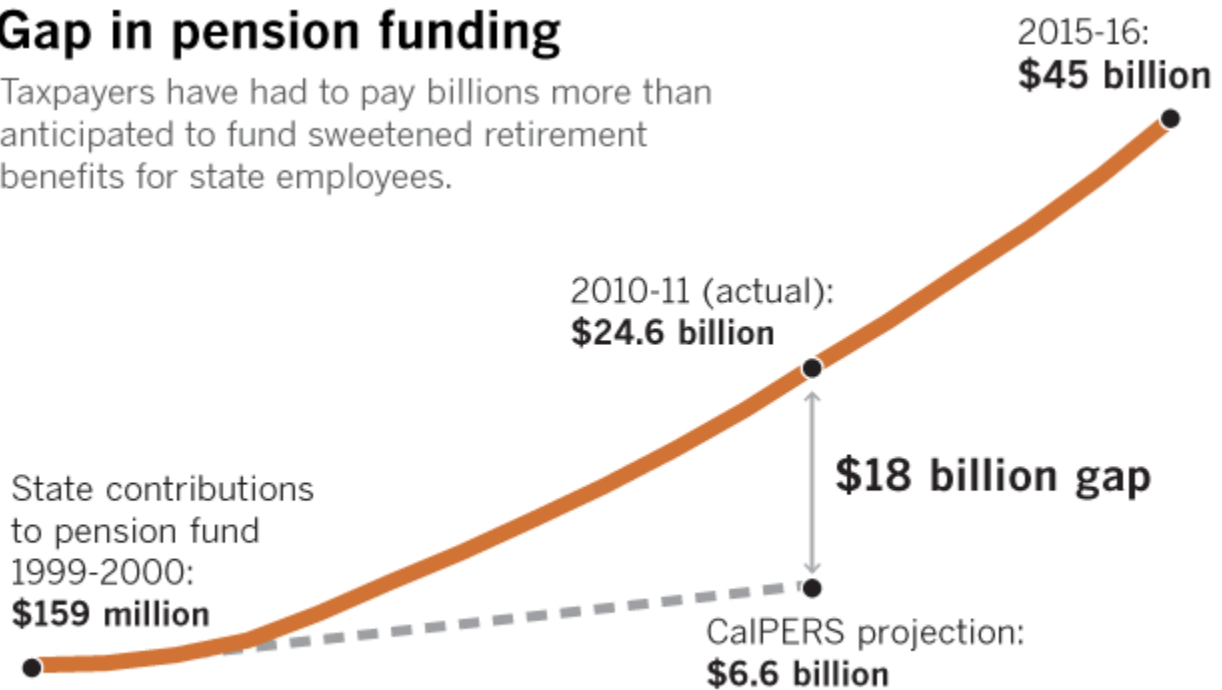 Gap in pension funding
Taxpayers have had to pay billions more than
anticipated to fund sweetened retirement
benefits for state employees.
2015-16:
$45 billion
2010-11 (actual):
$24.6 billion
$18 billion gap
State contributions
to pension fund
1999-2000:
$159 million
CalPERS projection:
$6.6 billion